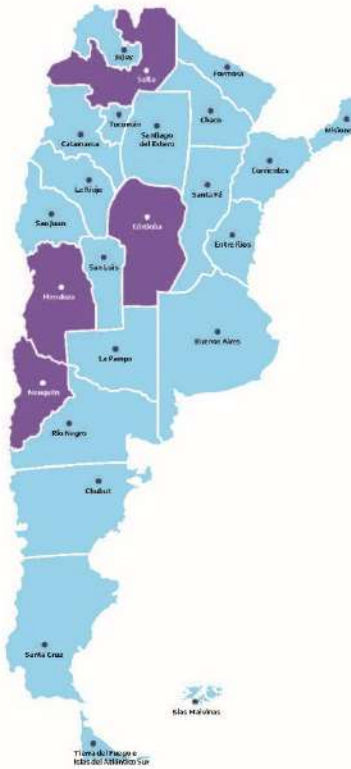 Jujuy
Salta
Formosa
Tucumán
Chaco
Misiones
Catamarca
Santiago
del Estero
Corrientes
La Rioja
Santa Fé
San Juan
Córdoba
Entre Ríos
San Luis
Mendoza
Buenos Aires
La Pampa
Neuquén
Río Negro
Chubut
Santa Cruz
Islas Malvinas
Tierra del Fuego e
Islas del Atlántico Sur